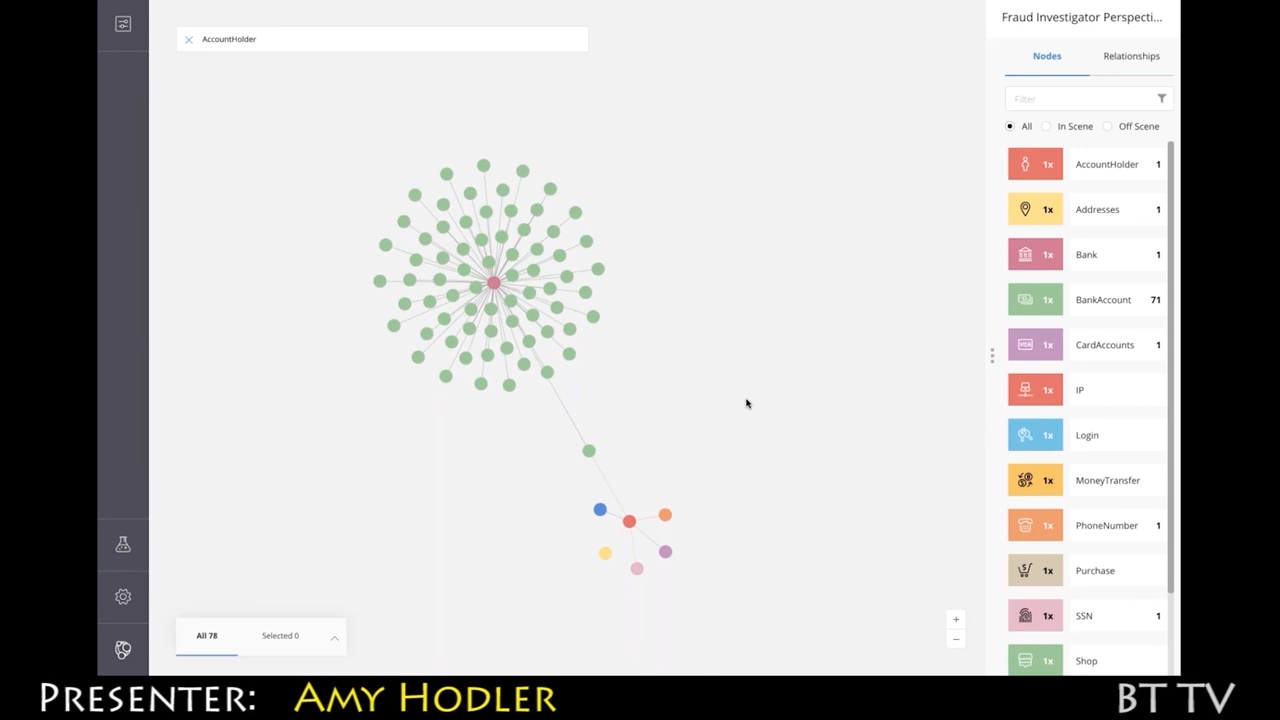 Fraud Investigator Perspecti...
AccountHolder
Nodes
Relationships
Filter
All
In Scene
Off Scene
1x AccountHolder 1
1x Addresses 1
1x Bank 1
1x BankAccount 71
VISA 1x CardAccounts 1
1x IP
1x Login
1x MoneyTransfer
1x PhoneNumber 1
1x Purchase
1x SSN 1
1x Shop
All 78
Selected 0
+
−
PRESENTER: AMY HODLER
BT TV